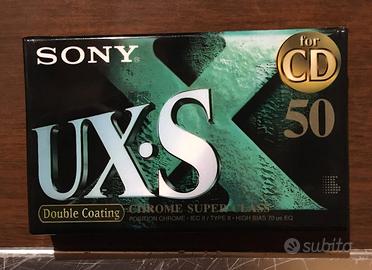 SONY®
for
CD
50
UX·S
Double Coating
CHROME SUPER CLASS
POSITION CHROME • IEC II / TYPE II • HIGH BIAS 70 μs EQ
subito